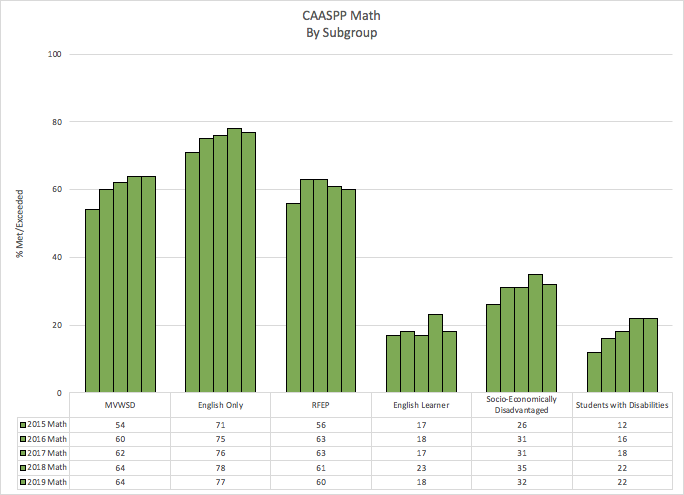 CAASPP Math
By Subgroup
100
80
60
40
20
0
% Met/Exceeded
MVWSD English Only RFEP English Learner Socio-Economically Disadvantaged Students with Disabilities
2015 Math 54 71 56 17 26 12
2016 Math 60 75 63 18 31 16
2017 Math 62 76 63 17 31 18
2018 Math 64 78 61 23 35 22
2019 Math 64 77 60 18 32 22